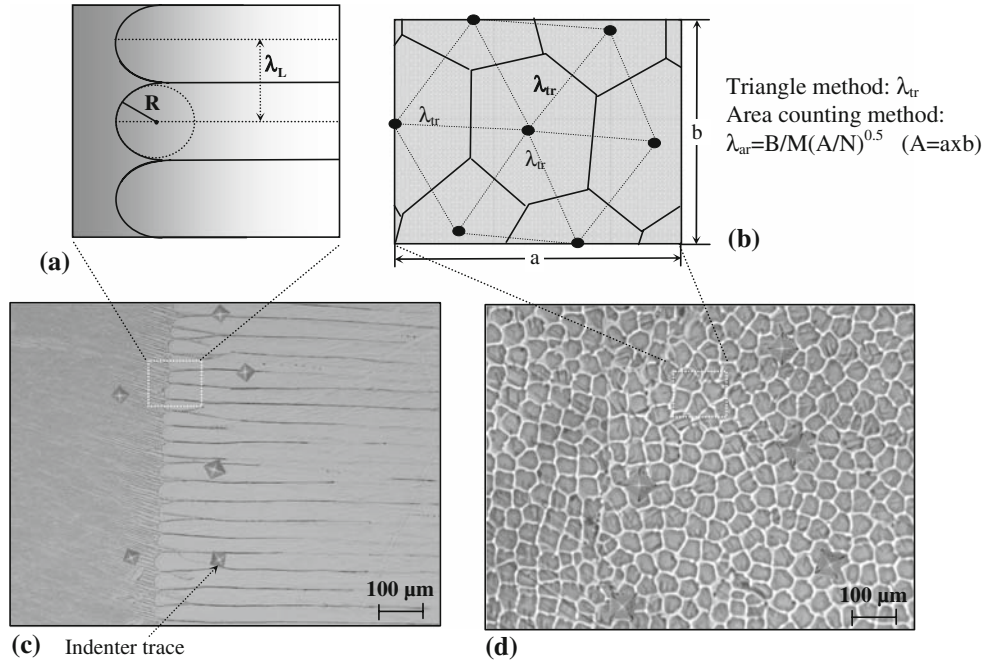 λL
R
(a)
λtr
λtr
λtr
b
a
(b)
Triangle method: λtr
Area counting method:
λar=B/M(A/N)0.5 (A=axb)
100 μm
(c)
Indenter trace
100 μm
(d)